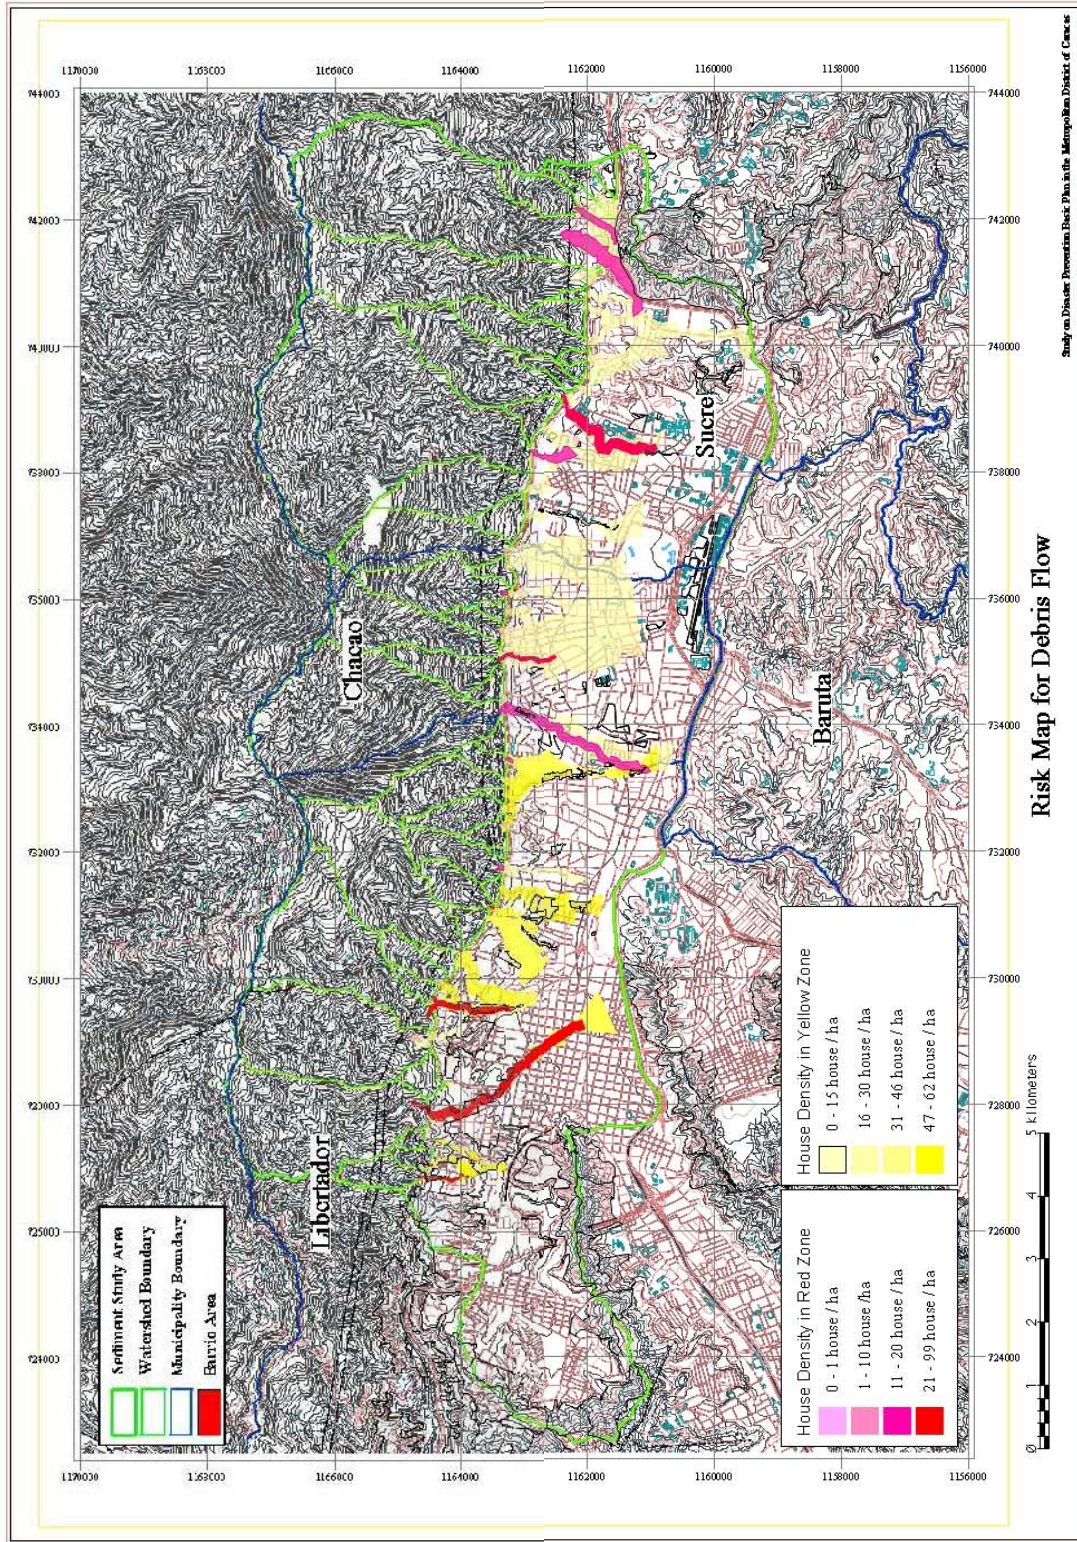 Sediment Study Area
Watershed Boundary
Municipality Boundary
Barrio Area
Libertador
Chacao
Sucre
Baruta
House Density in Red Zone
0 - 1 house / ha
1 - 10 house / ha
11 - 20 house / ha
21 - 99 house / ha
House Density in Yellow Zone
0 - 15 house / ha
16 - 30 house / ha
31 - 46 house / ha
47 - 62 house / ha
1170000
1166000
1164000
1162000
1160000
1158000
1156000
724000
726000
728000
730000
732000
734000
736000
738000
740000
742000
744000
0 1 2 3 4 5 kilometers
Risk Map for Debris Flow
Study on Disaster Prevention Basic Plan in the Metropolitan District of Caracas